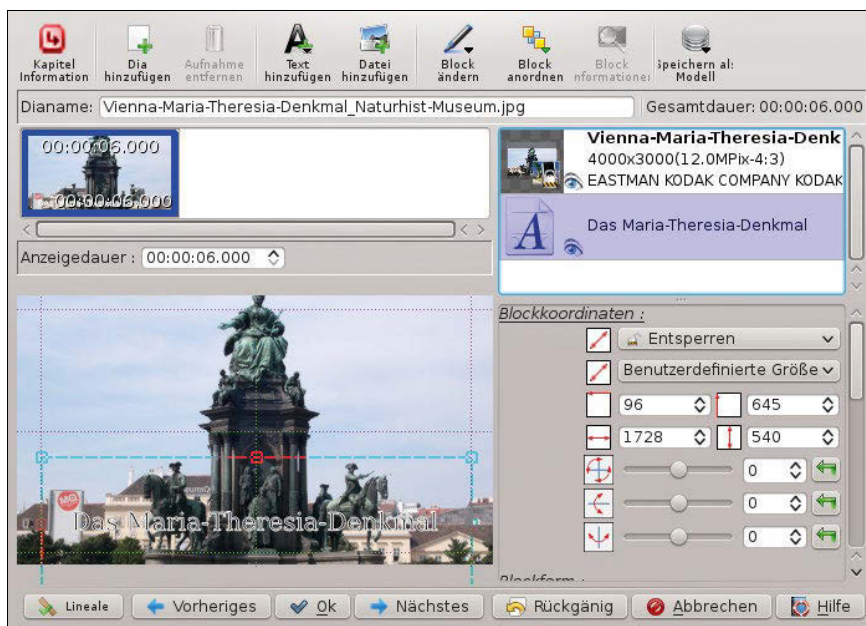 Kapitel Information
Dia hinzufügen
Aufnahme entfernen
Text hinzufügen
Datei hinzufügen
Block ändern
Block anordnen
Block nformationer
Speichern als Modell
Dianame: Vienna-Maria-Theresia-Denkmal_Naturhist-Museum.jpg
Gesamtdauer: 00:00:06.000
00:00:06.000
00:00:06.000
Anzeigedauer : 00:00:06.000
Vienna-Maria-Theresia-Denk
4000x3000(12.0MPix-4:3)
EASTMAN KODAK COMPANY KODAK
A
Das Maria-Theresia-Denkmal
MQ
Das Maria-Theresia-Denkmal
Blockkoordinaten :
Entsperren
Benutzerdefinierte Größe
96 645
1728 540
0
0
0
Blockform :
Lineale Vorheriges Ok Nächstes Rückgängig Abbrechen Hilfe